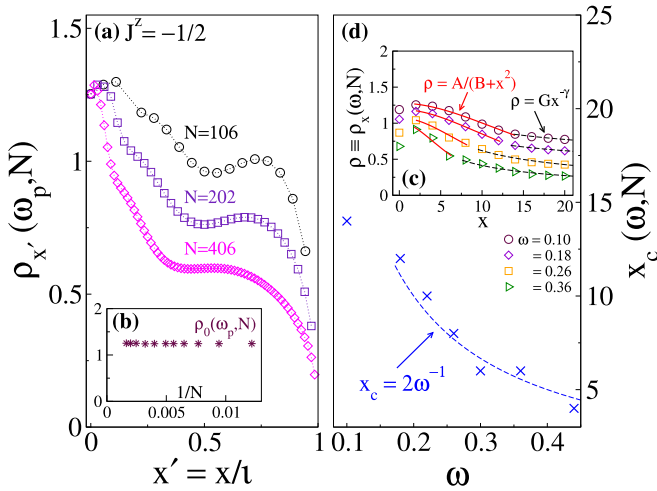 (a) J^z = −1/2
1.5
1
0.5
0
ρ_x′ (ω_p,N)
N=106
N=202
N=406
(b)
2
1
0
ρ_0(ω_p,N)
0.005 0.01
1/N
0 0.5 1
x′ = x/ι
(d)
ρ ≡ ρ_x(ω,N)
2
1.5
1
0.5
0
ρ = A/(B+x^2)
ρ = Gx^−γ
(c)
0 5 10 15 20
x
ω = 0.10
= 0.18
= 0.26
= 0.36
x_c = 2ω^−1
0.1 0.2 0.3 0.4
ω
25
20
15
10
5
x_c (ω,N)